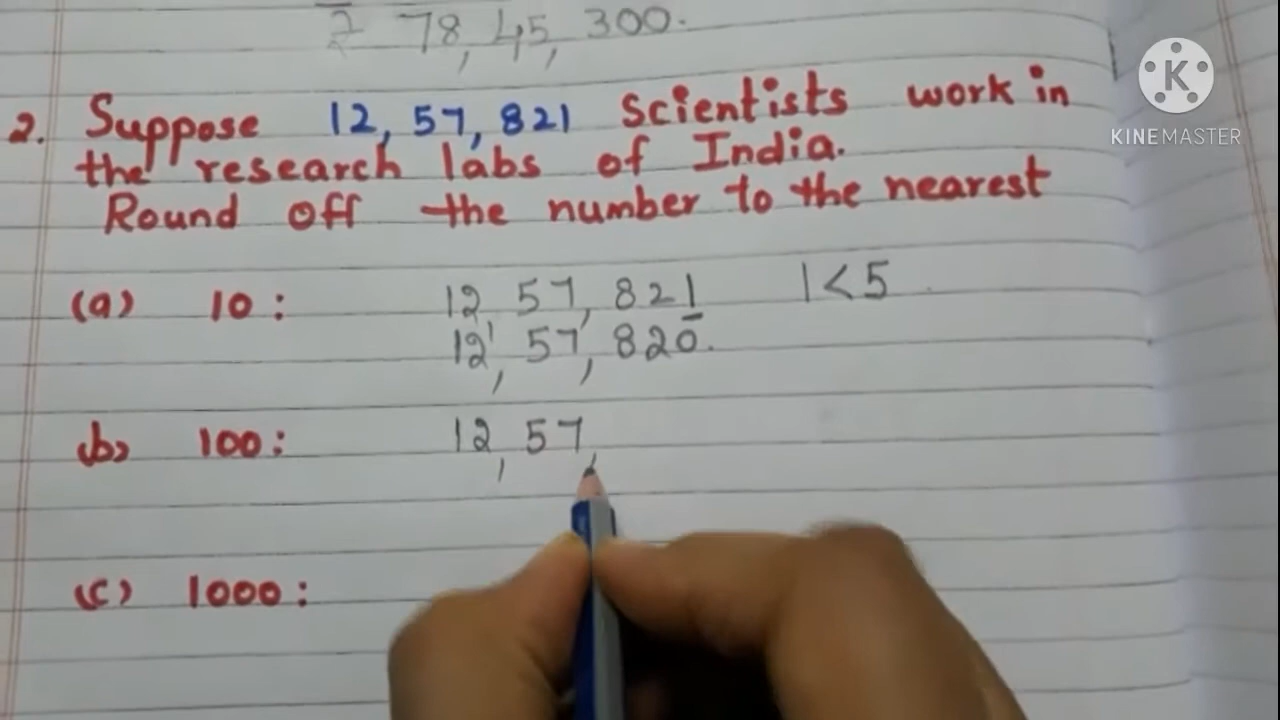 ₹ 78,45,300.
K
KINEMASTER
2. Suppose 12,57,821 Scientists work in
the research labs of India.
Round off the number to the nearest
(a) 10: 12,57,821 1<5
12,57,820.
(b) 100: 12,57,
(c) 1000: